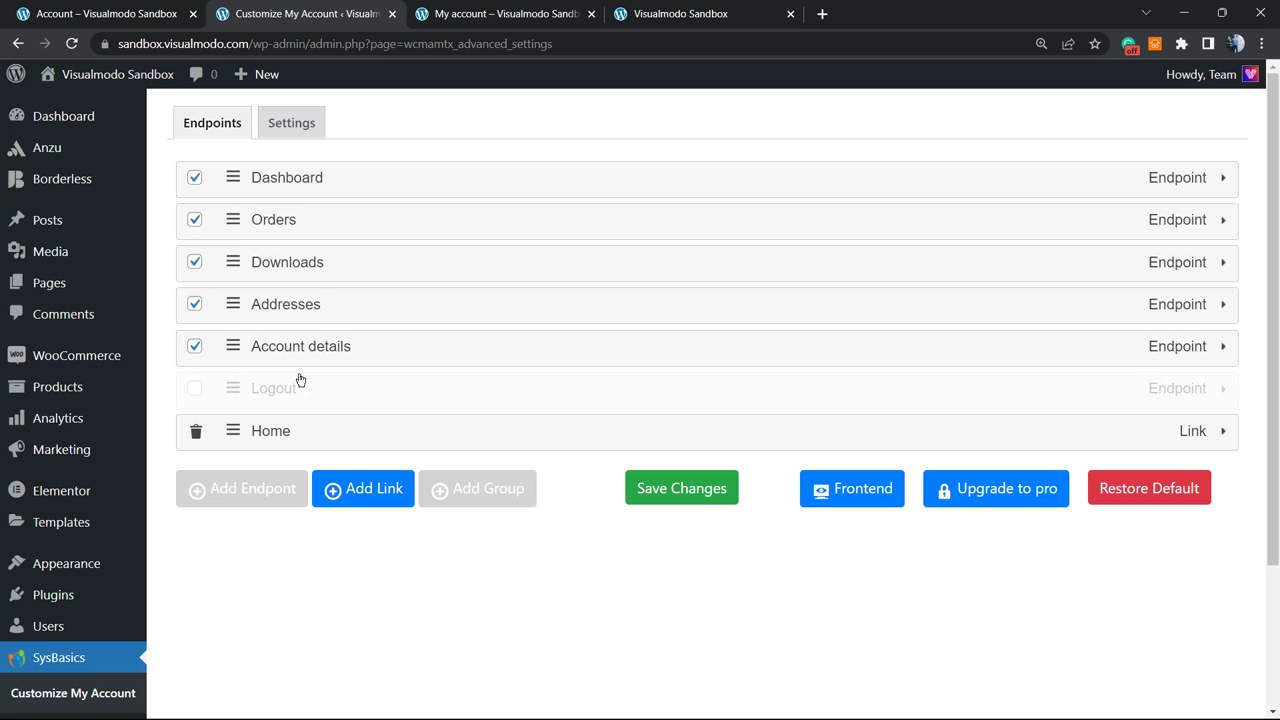 Account – Visualmodo Sandbox
Customize My Account ‹ Visualm
My account – Visualmodo Sandb
Visualmodo Sandbox
sandbox.visualmodo.com/wp-admin/admin.php?page=wcmamtx_advanced_settings
off
Visualmodo Sandbox
0
New
Howdy, Team
Dashboard
Anzu
Borderless
Posts
Media
Pages
Comments
WooCommerce
Products
Analytics
Marketing
Elementor
Templates
Appearance
Plugins
Users
SysBasics
Customize My Account
Endpoints
Settings
Dashboard Endpoint
Orders Endpoint
Downloads Endpoint
Addresses Endpoint
Account details Endpoint
Logout Endpoint
Home Link
Add Endpont
Add Link
Add Group
Save Changes
Frontend
Upgrade to pro
Restore Default